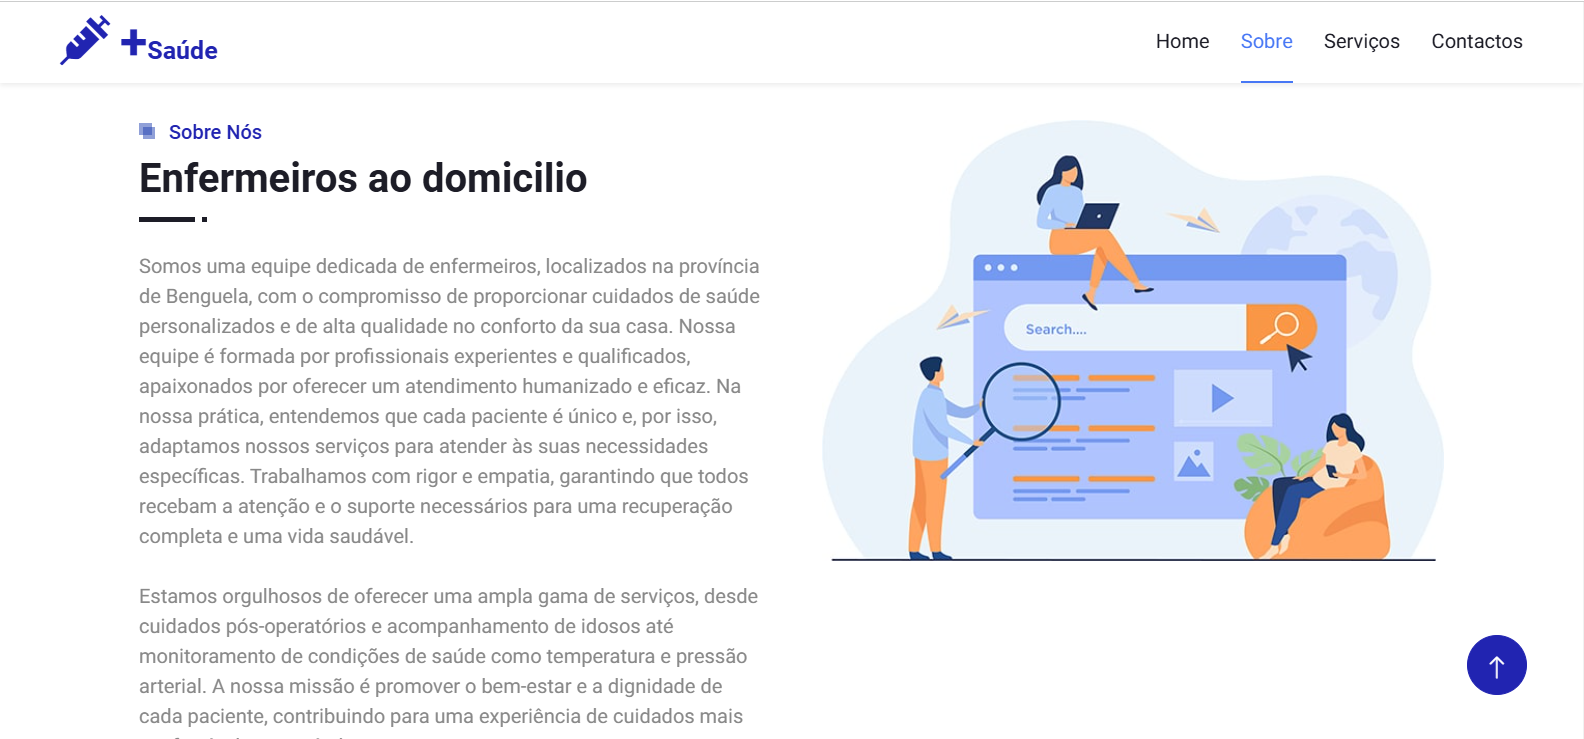 +Saúde
Home Sobre Serviços Contactos
Sobre Nós
Enfermeiros ao domicilio
Somos uma equipe dedicada de enfermeiros, localizados na província
de Benguela, com o compromisso de proporcionar cuidados de saúde
personalizados e de alta qualidade no conforto da sua casa. Nossa
equipe é formada por profissionais experientes e qualificados,
apaixonados por oferecer um atendimento humanizado e eficaz. Na
nossa prática, entendemos que cada paciente é único e, por isso,
adaptamos nossos serviços para atender às suas necessidades
específicas. Trabalhamos com rigor e empatia, garantindo que todos
recebam a atenção e o suporte necessários para uma recuperação
completa e uma vida saudável.
Estamos orgulhosos de oferecer uma ampla gama de serviços, desde
cuidados pós-operatórios e acompanhamento de idosos até
monitoramento de condições de saúde como temperatura e pressão
arterial. A nossa missão é promover o bem-estar e a dignidade de
cada paciente, contribuindo para uma experiência de cuidados mais
Search....